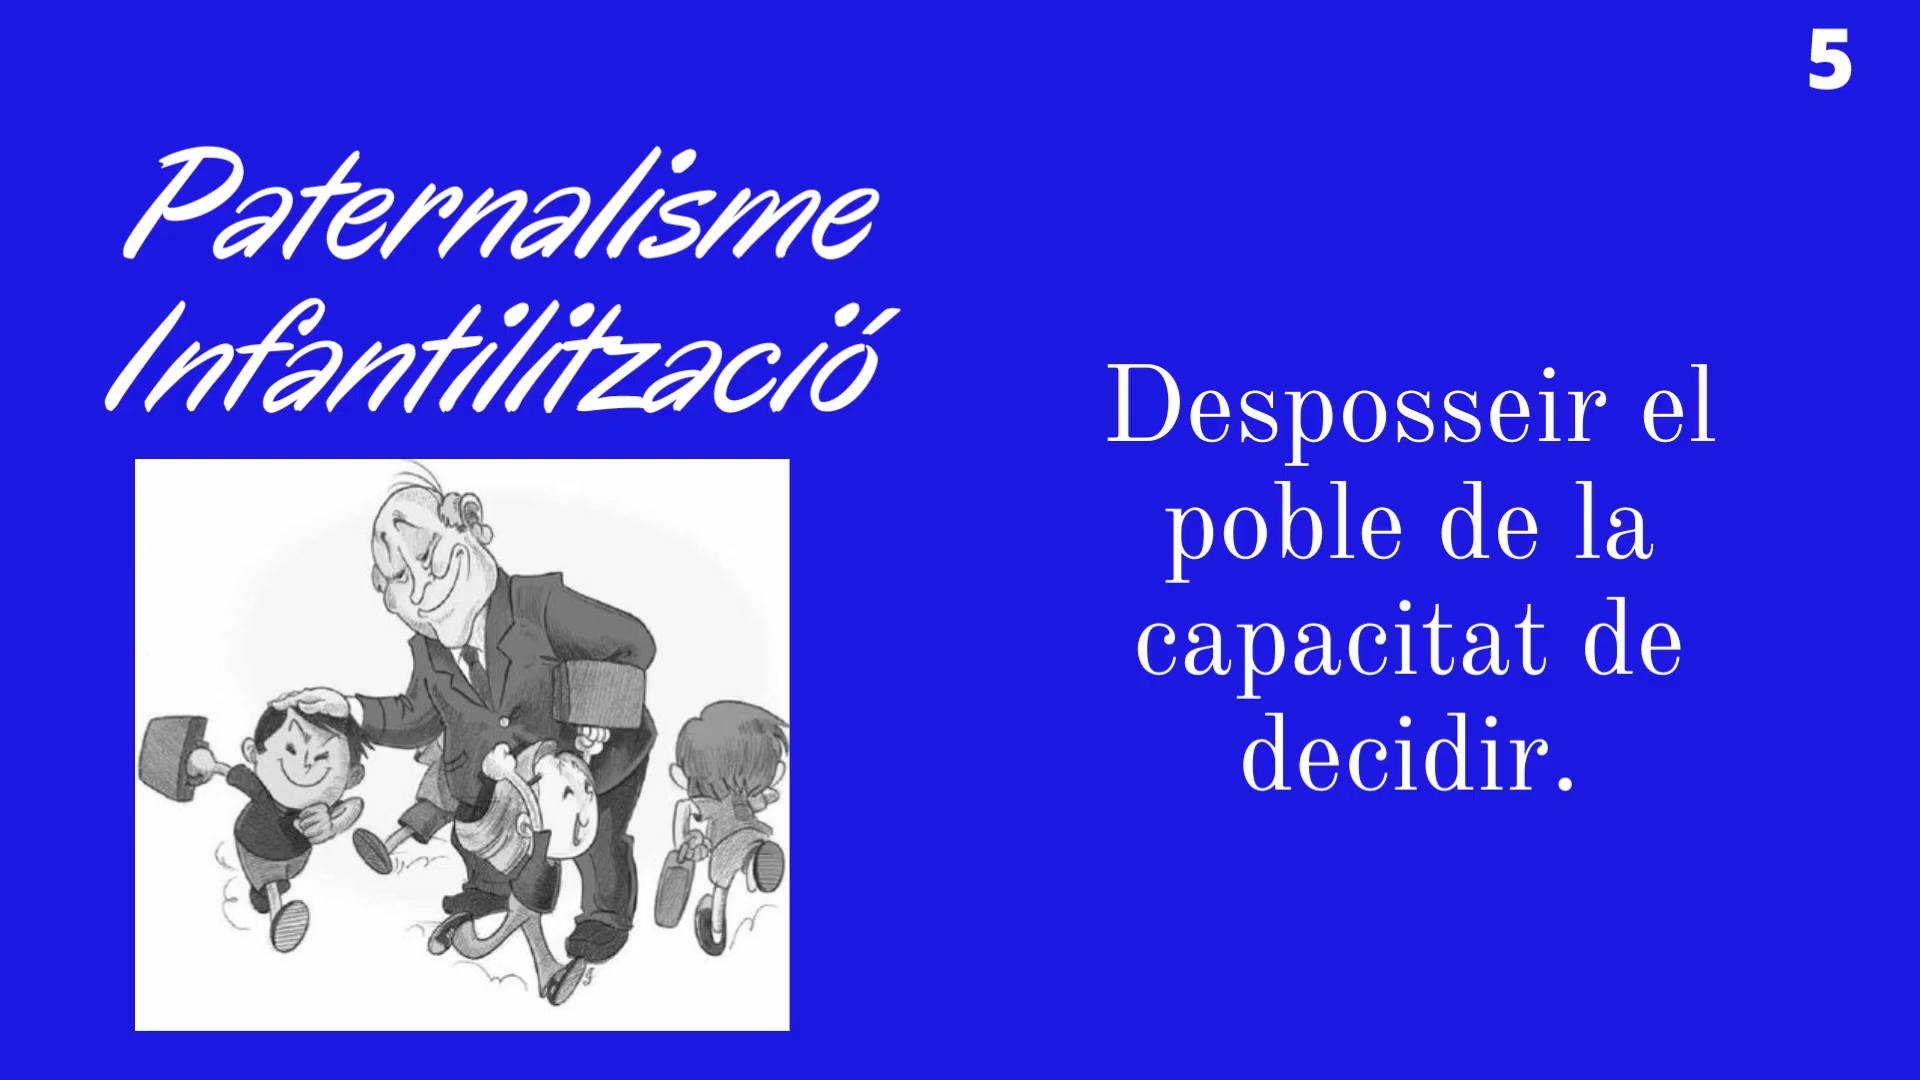 5
Paternalisme
Infantilització
Desposseir el
poble de la
capacitat de
decidir.